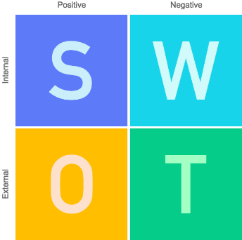 Positive Negative
Internal S W
External O T